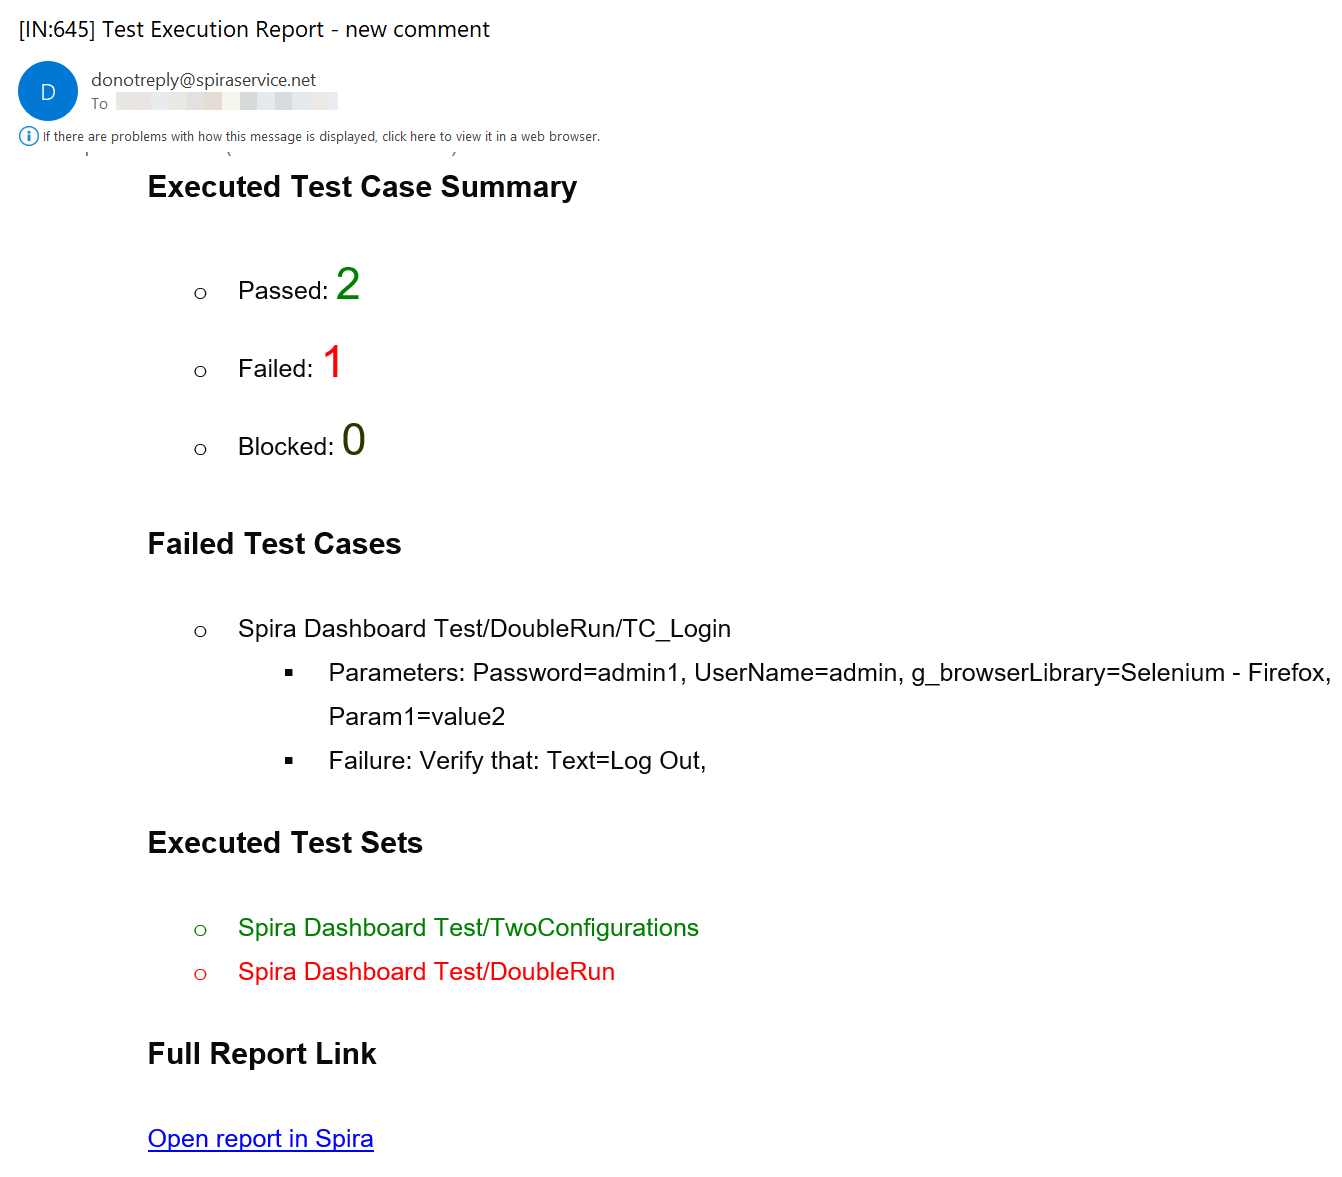 [IN:645] Test Execution Report - new comment
D
donotreply@spiraservice.net
To
If there are problems with how this message is displayed, click here to view it in a web browser.
Executed Test Case Summary
Passed: 2
Failed: 1
Blocked: 0
Failed Test Cases
Spira Dashboard Test/DoubleRun/TC_Login
Parameters: Password=admin1, UserName=admin, g_browserLibrary=Selenium - Firefox,
Param1=value2
Failure: Verify that: Text=Log Out,
Executed Test Sets
Spira Dashboard Test/TwoConfigurations
Spira Dashboard Test/DoubleRun
Full Report Link
Open report in Spira